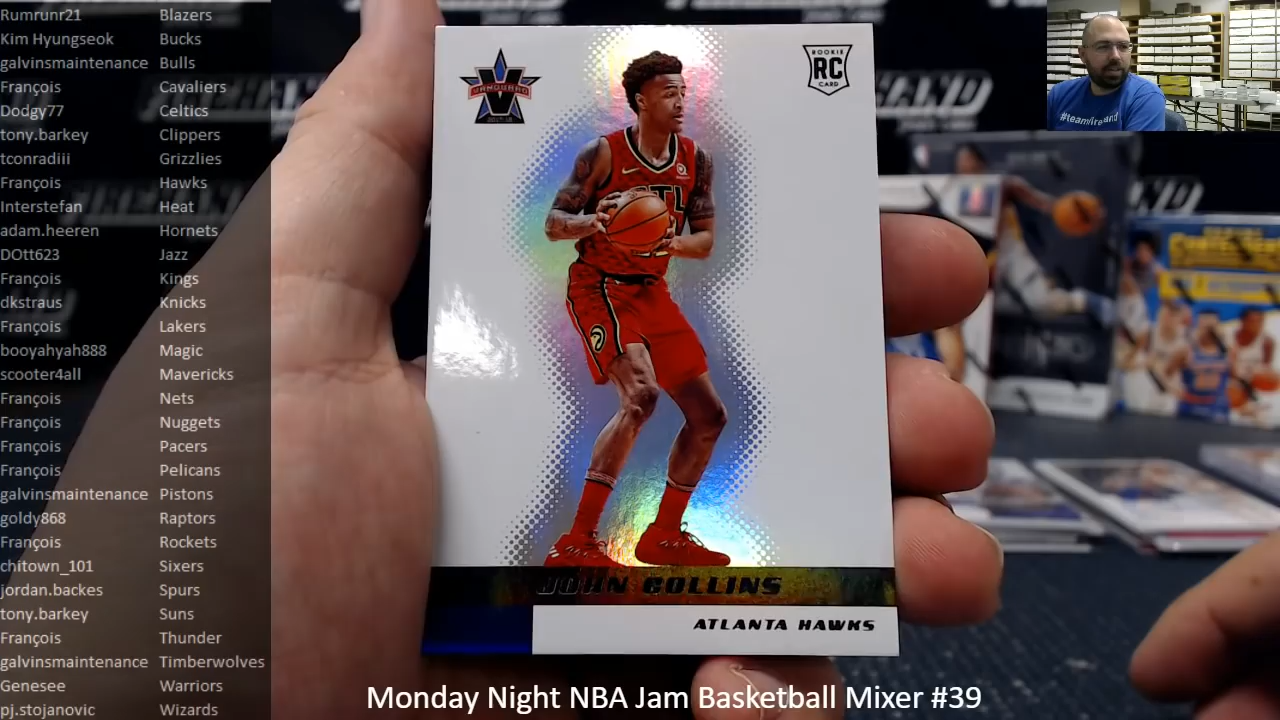 Rumrunr21 Blazers
Kim Hyungseok Bucks
galvinsmaintenance Bulls
François Cavaliers
Dodgy77 Celtics
tony.barkey Clippers
tconradiii Grizzlies
François Hawks
Interstefan Heat
adam.heeren Hornets
DOtt623 Jazz
François Kings
dkstraus Knicks
François Lakers
booyahyah888 Magic
scooter4all Mavericks
François Nets
François Nuggets
François Pacers
François Pelicans
galvinsmaintenance Pistons
goldy868 Raptors
François Rockets
chitown_101 Sixers
jordan.backes Spurs
tony.barkey Suns
François Thunder
galvinsmaintenance Timberwolves
Genesee Warriors
pj.stojanovic Wizards
VANGUARD
ROOKIE
RC
CARD
JOHN COLLINS
ATLANTA HAWKS
Monday Night NBA Jam Basketball Mixer #39